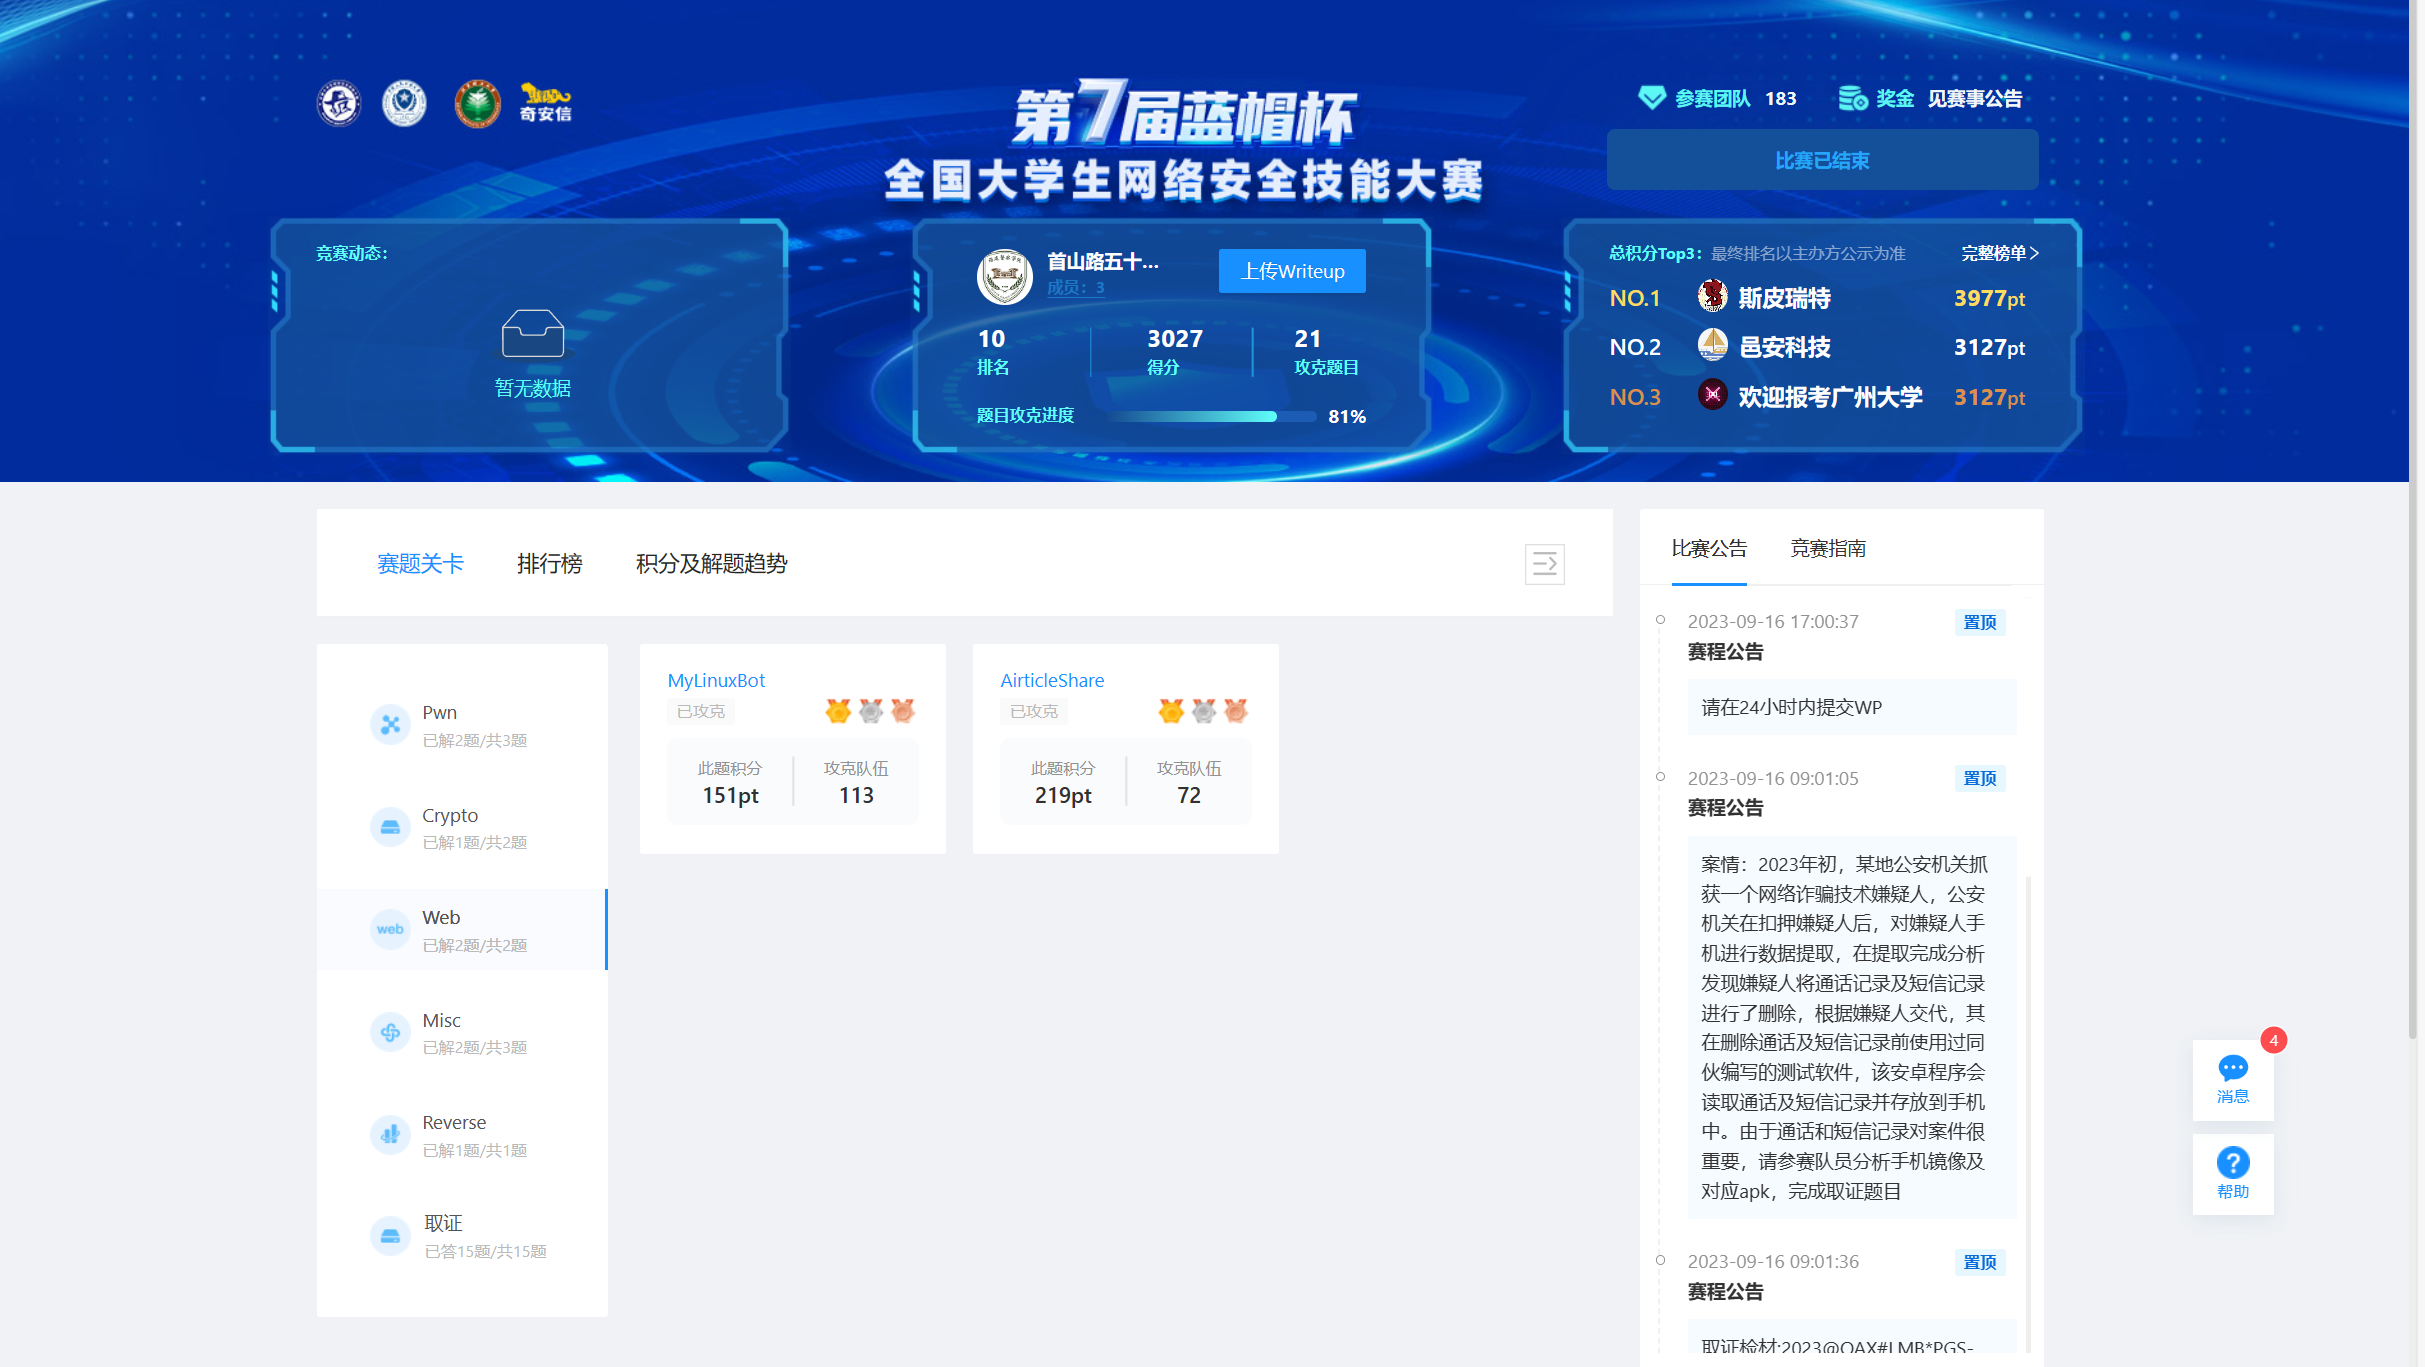 奇安信
第7届蓝帽杯
全国大学生网络安全技能大赛
参赛团队 183 奖金 见赛事公告
比赛已结束
竞赛动态：
暂无数据
首山路五十...
成员：3
上传Writeup
10 3027 21
排名 得分 攻克题目
题目攻克进度 81%
总积分Top3：最终排名以主办方公示为准 完整榜单
NO.1 斯皮瑞特 3977pt
NO.2 邑安科技 3127pt
NO.3 欢迎报考广州大学 3127pt
赛题关卡 排行榜 积分及解题趋势
Pwn
已解2题/共3题
Crypto
已解1题/共2题
web
Web
已解2题/共2题
Misc
已解2题/共3题
Reverse
已解1题/共1题
取证
已答15题/共15题
MyLinuxBot
已攻克
此题积分 攻克队伍
151pt 113
AirticleShare
已攻克
此题积分 攻克队伍
219pt 72
比赛公告 竞赛指南
2023-09-16 17:00:37 置顶
赛程公告
请在24小时内提交WP
2023-09-16 09:01:05 置顶
赛程公告
案情：2023年初，某地公安机关抓
获一个网络诈骗技术嫌疑人，公安
机关在扣押嫌疑人后，对嫌疑人手
机进行数据提取，在提取完成分析
发现嫌疑人将通话记录及短信记录
进行了删除，根据嫌疑人交代，其
在删除通话及短信记录前使用过同
伙编写的测试软件，该安卓程序会
读取通话及短信记录并存放到手机
中。由于通话和短信记录对案件很
重要，请参赛队员分析手机镜像及
对应apk，完成取证题目
2023-09-16 09:01:36 置顶
赛程公告
取证检材:2023@QAX#LMB*PGS-
4
消息
帮助